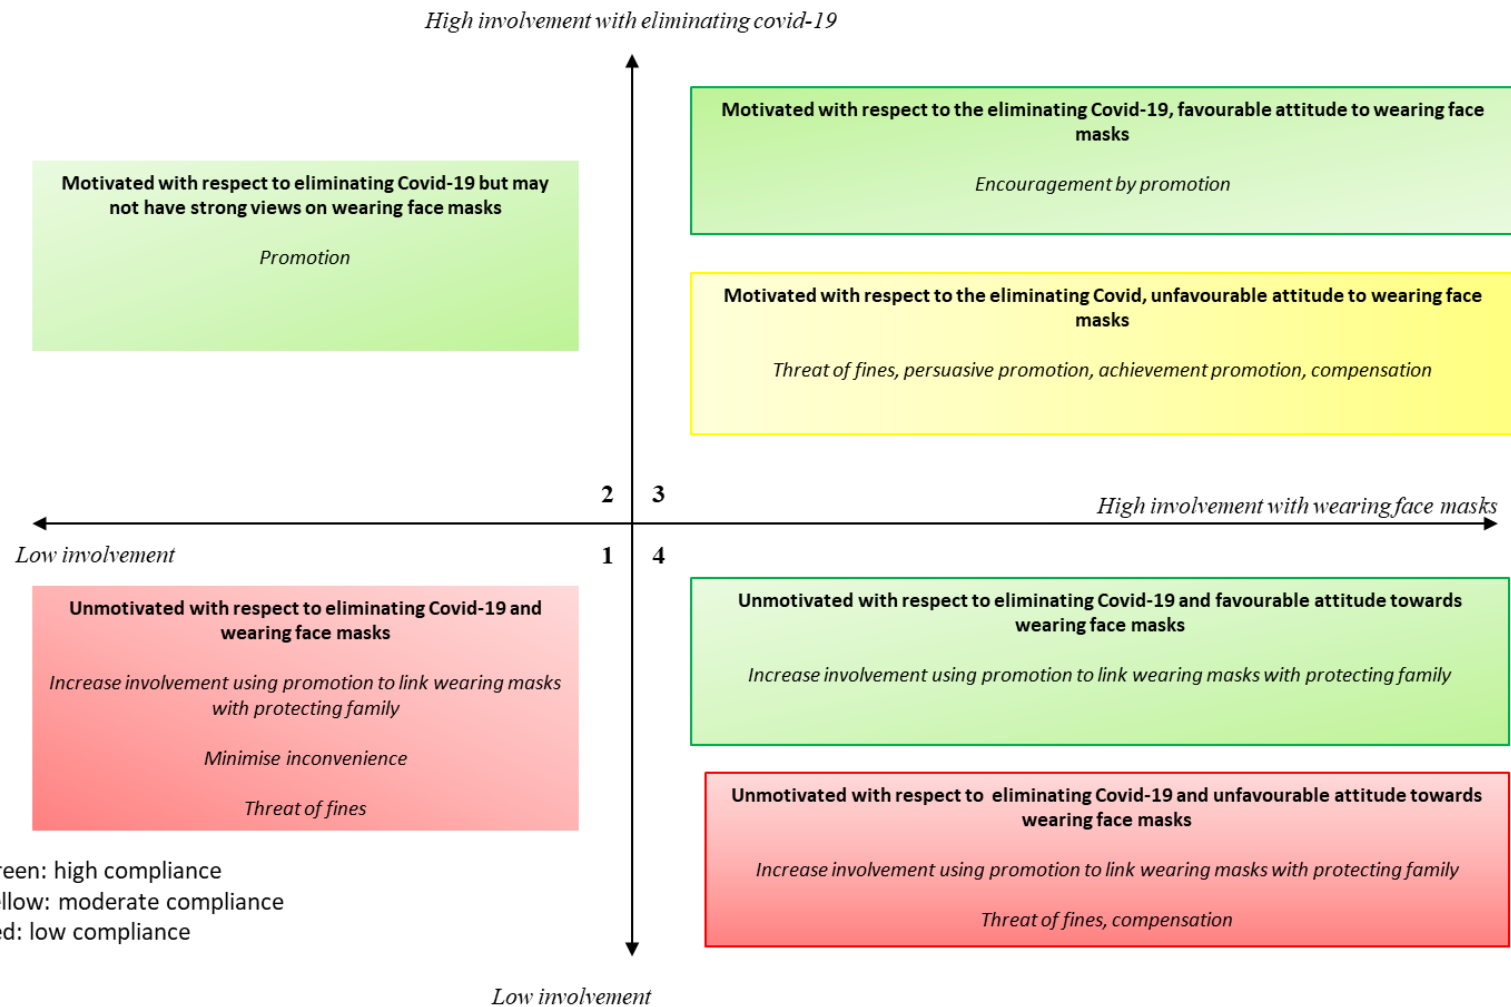 High involvement with eliminating covid-19
Motivated with respect to the eliminating Covid-19, favourable attitude to wearing face
masks
Encouragement by promotion
Motivated with respect to eliminating Covid-19 but may
not have strong views on wearing face masks
Promotion
Motivated with respect to the eliminating Covid, unfavourable attitude to wearing face
masks
Threat of fines, persuasive promotion, achievement promotion, compensation
2 3
High involvement with wearing face masks
Low involvement
1 4
Unmotivated with respect to eliminating Covid-19 and
wearing face masks
Increase involvement using promotion to link wearing masks
with protecting family
Minimise inconvenience
Threat of fines
Unmotivated with respect to eliminating Covid-19 and favourable attitude towards
wearing face masks
Increase involvement using promotion to link wearing masks with protecting family
Unmotivated with respect to eliminating Covid-19 and unfavourable attitude towards
wearing face masks
Increase involvement using promotion to link wearing masks with protecting family
Threat of fines, compensation
reen: high compliance
ellow: moderate compliance
ed: low compliance
Low involvement